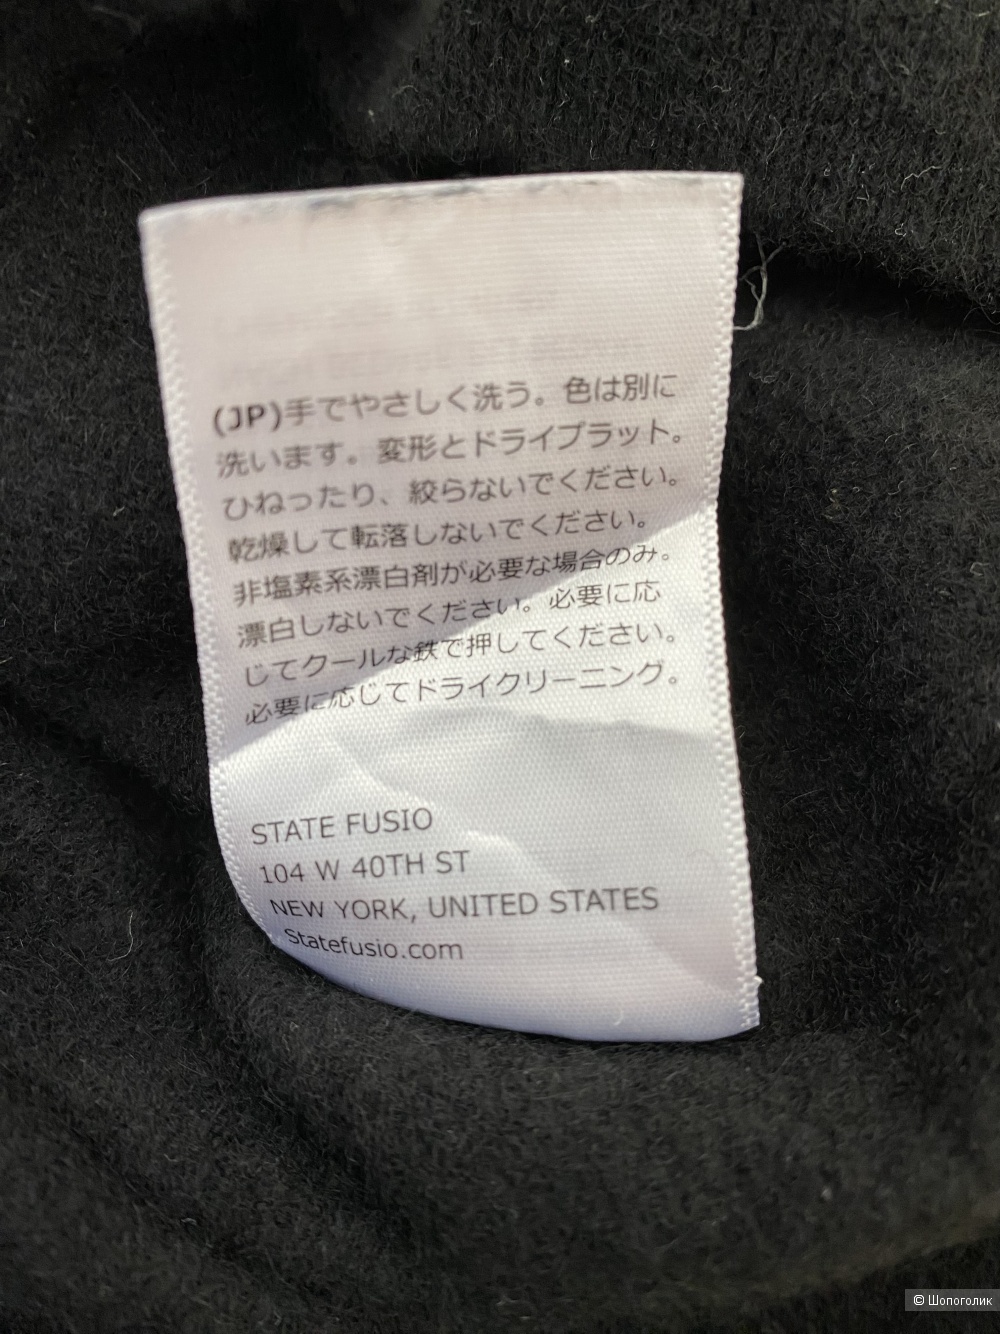 (JP)手でやさしく洗う。色は別に
洗います。変形とドライプラット。
ひねったり、絞らないでください。
乾燥して転落しないでください。
非塩素系漂白剤が必要な場合のみ。
漂白しないでください。必要に応
じてクールな鉄で押してください。
必要に応じてドライクリーニング。
STATE FUSIO
104 W 40TH ST
NEW YORK, UNITED STATES
Statefusio.com
© Шопоголик